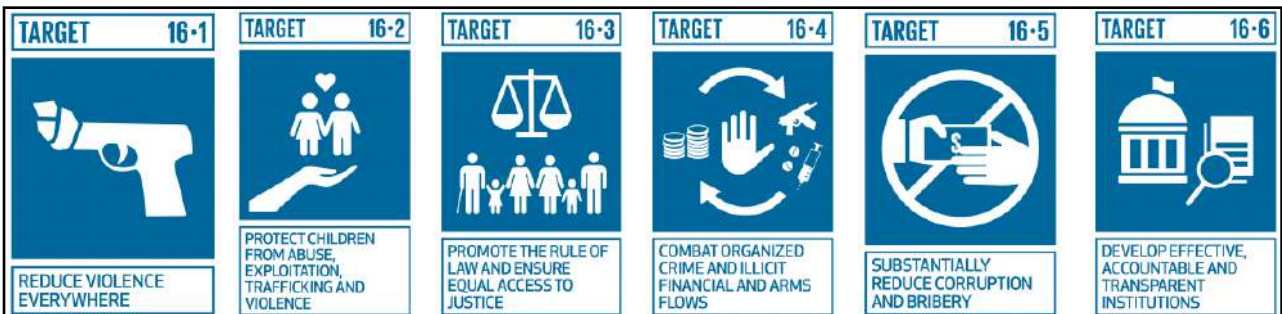 TARGET 16·1
REDUCE VIOLENCE
EVERYWHERE
TARGET 16·2
PROTECT CHILDREN
FROM ABUSE,
EXPLOITATION,
TRAFFICKING AND
VIOLENCE
TARGET 16·3
PROMOTE THE RULE OF
LAW AND ENSURE
EQUAL ACCESS TO
JUSTICE
TARGET 16·4
COMBAT ORGANIZED
CRIME AND ILLICIT
FINANCIAL AND ARMS
FLOWS
TARGET 16·5
$
SUBSTANTIALLY
REDUCE CORRUPTION
AND BRIBERY
TARGET 16·6
DEVELOP EFFECTIVE,
ACCOUNTABLE AND
TRANSPARENT
INSTITUTIONS